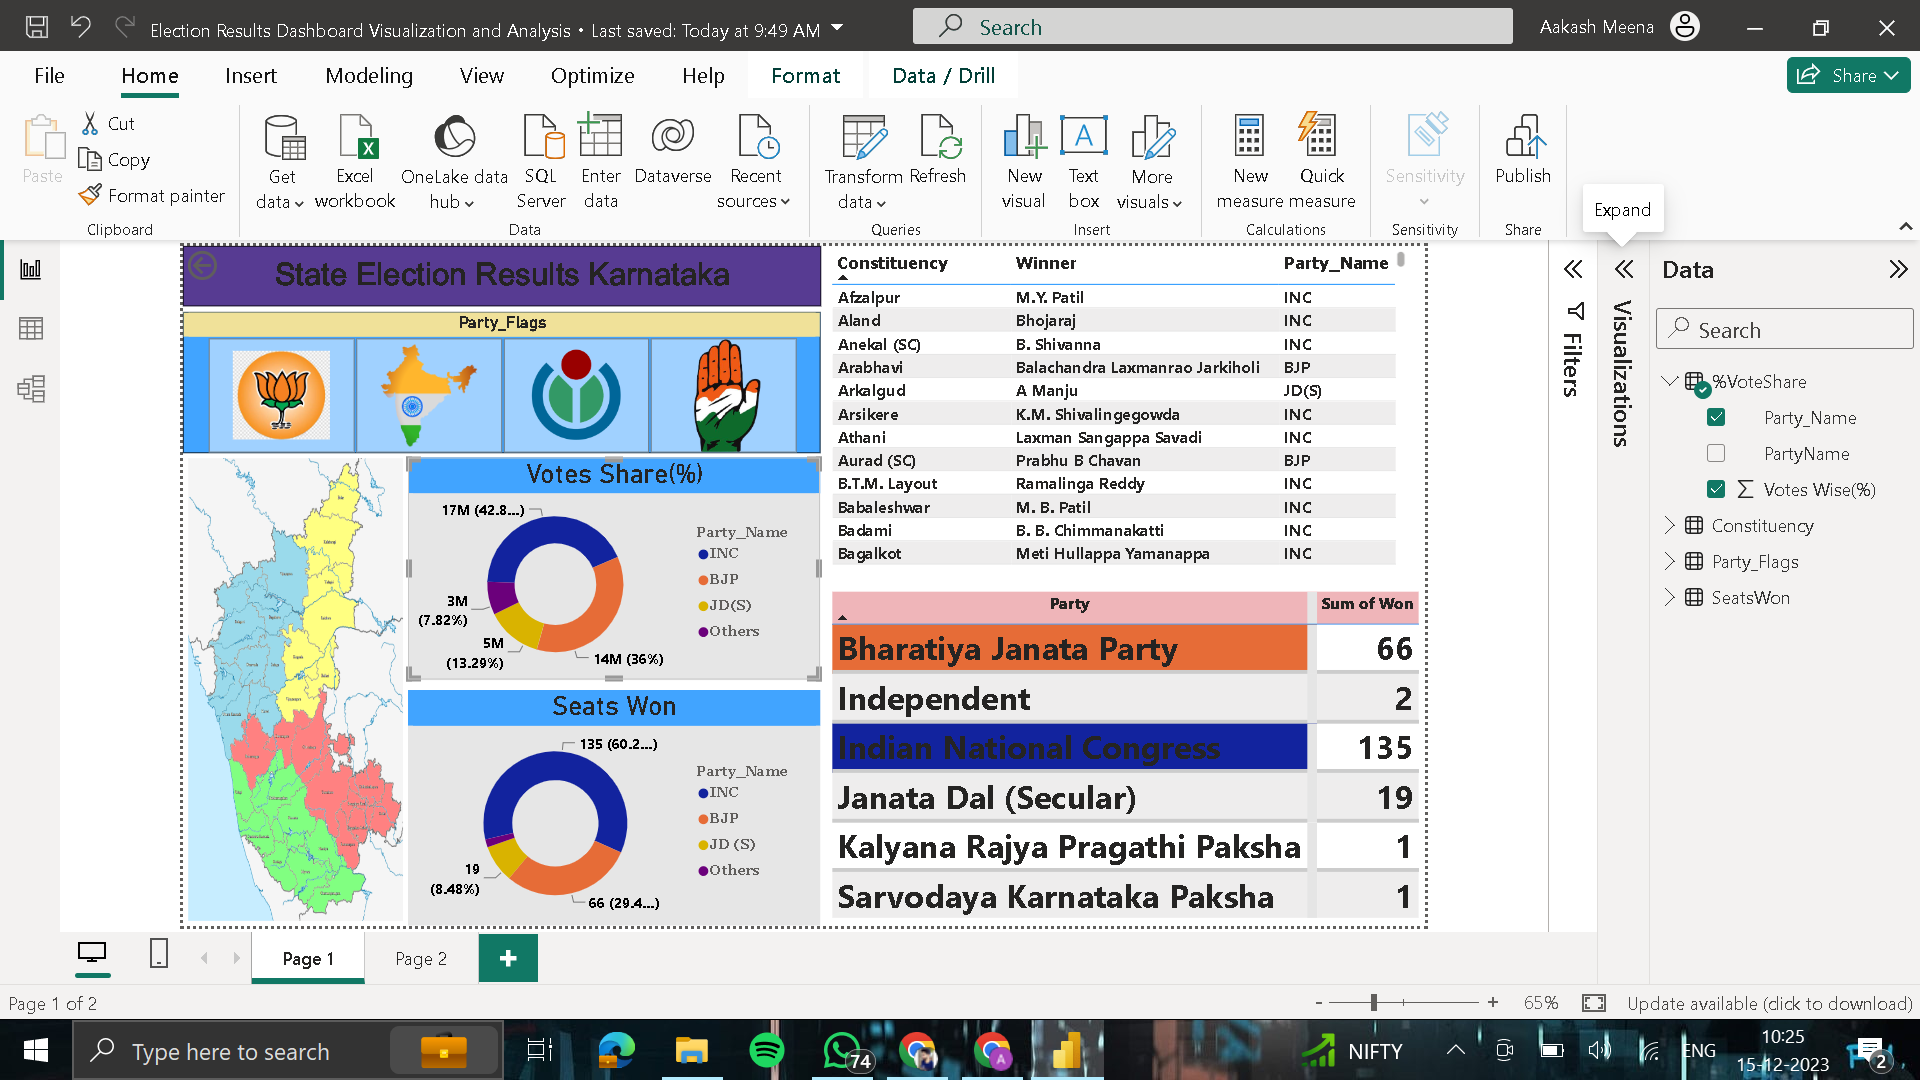 Election Results Dashboard Visualization and Analysis • Last saved: Today at 9:49 AM
Search
Aakash Meena
File
Home
Insert
Modeling
View
Optimize
Help
Format
Data / Drill
Share
Paste
Cut
Copy
Format painter
Clipboard
Get
data
Excel
workbook
OneLake data
hub
SQL
Server
Enter
data
Dataverse
Recent
sources
Data
Transform
data
Refresh
Queries
New
visual
Text
box
More
visuals
Insert
New
measure
Quick
measure
Calculations
Sensitivity
Sensitivity
Publish
Share
Expand
State Election Results Karnataka
Party_Flags
Votes Share(%)
17M (42.8...)
3M
(7.82%)
5M
(13.29%)
14M (36%)
Party_Name
INC
BJP
JD(S)
Others
Seats Won
135 (60.2...)
19
(8.48%)
66 (29.4...)
Party_Name
INC
BJP
JD (S)
Others
Constituency Winner Party_Name
Afzalpur M.Y. Patil INC
Aland Bhojaraj INC
Anekal (SC) B. Shivanna INC
Arabhavi Balachandra Laxmanrao Jarkiholi BJP
Arkalgud A Manju JD(S)
Arsikere K.M. Shivalingegowda INC
Athani Laxman Sangappa Savadi INC
Aurad (SC) Prabhu B Chavan BJP
B.T.M. Layout Ramalinga Reddy INC
Babaleshwar M. B. Patil INC
Badami B. B. Chimmanakatti INC
Bagalkot Meti Hullappa Yamanappa INC
Party Sum of Won
Bharatiya Janata Party 66
Independent 2
Indian National Congress 135
Janata Dal (Secular) 19
Kalyana Rajya Pragathi Paksha 1
Sarvodaya Karnataka Paksha 1
Filters
Visualizations
Data
Search
%VoteShare
Party_Name
PartyName
Votes Wise(%)
Constituency
Party_Flags
SeatsWon
Page 1
Page 2
Page 1 of 2
65%
Update available (click to download)
Type here to search
74
A
NIFTY
ENG
10:25
15-12-2023
2